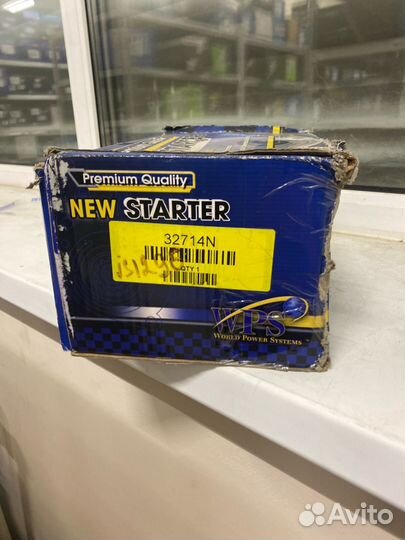 Premium Quality
NEW STARTER
32714N
QTY 1
WPS
WORLD POWER SYSTEMS
Avito